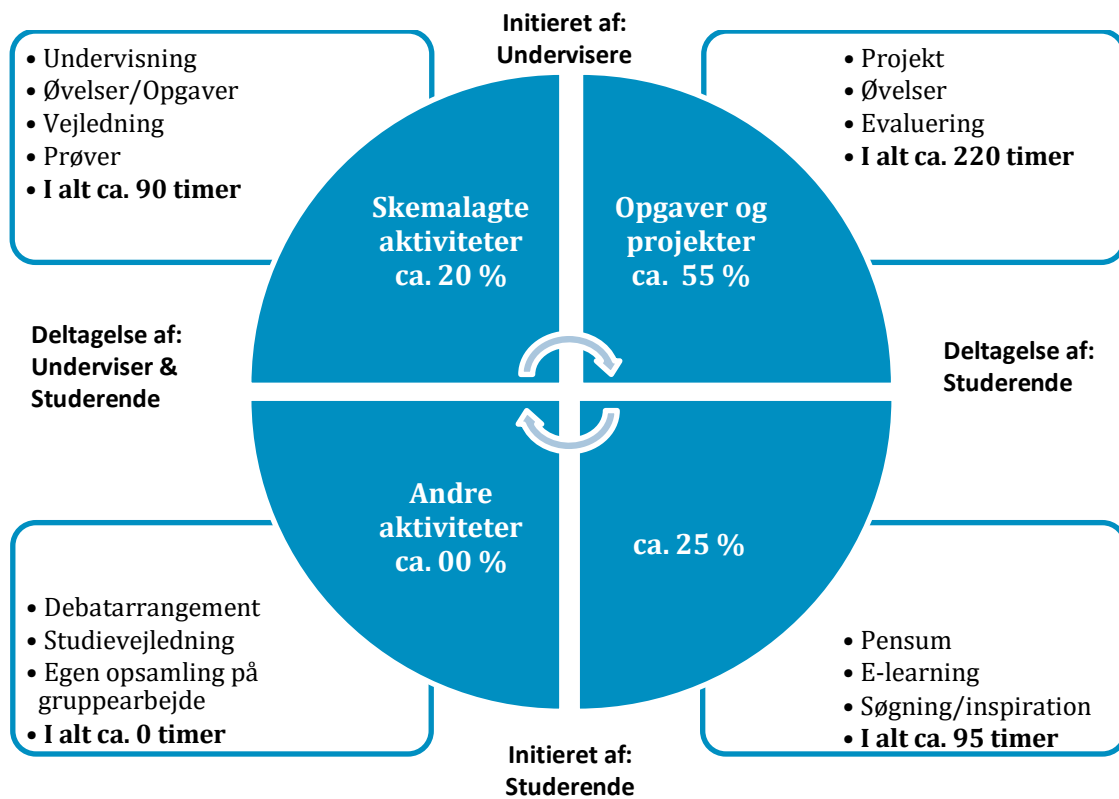 Initieret af:
Undervisere
• Undervisning
• Øvelser/Opgaver
• Vejledning
• Prøver
• I alt ca. 90 timer
• Projekt
• Øvelser
• Evaluering
• I alt ca. 220 timer
Skemalagte
aktiviteter
ca. 20 %
Opgaver og
projekter
ca.  55 %
Deltagelse af:
Underviser &
Studerende
Deltagelse af:
Studerende
Andre
aktiviteter
ca. 00 %
ca. 25 %
• Debatarrangement
• Studievejledning
• Egen opsamling på
gruppearbejde
• I alt ca. 0 timer
• Pensum
• E-learning
• Søgning/inspiration
• I alt ca. 95 timer
Initieret af:
Studerende